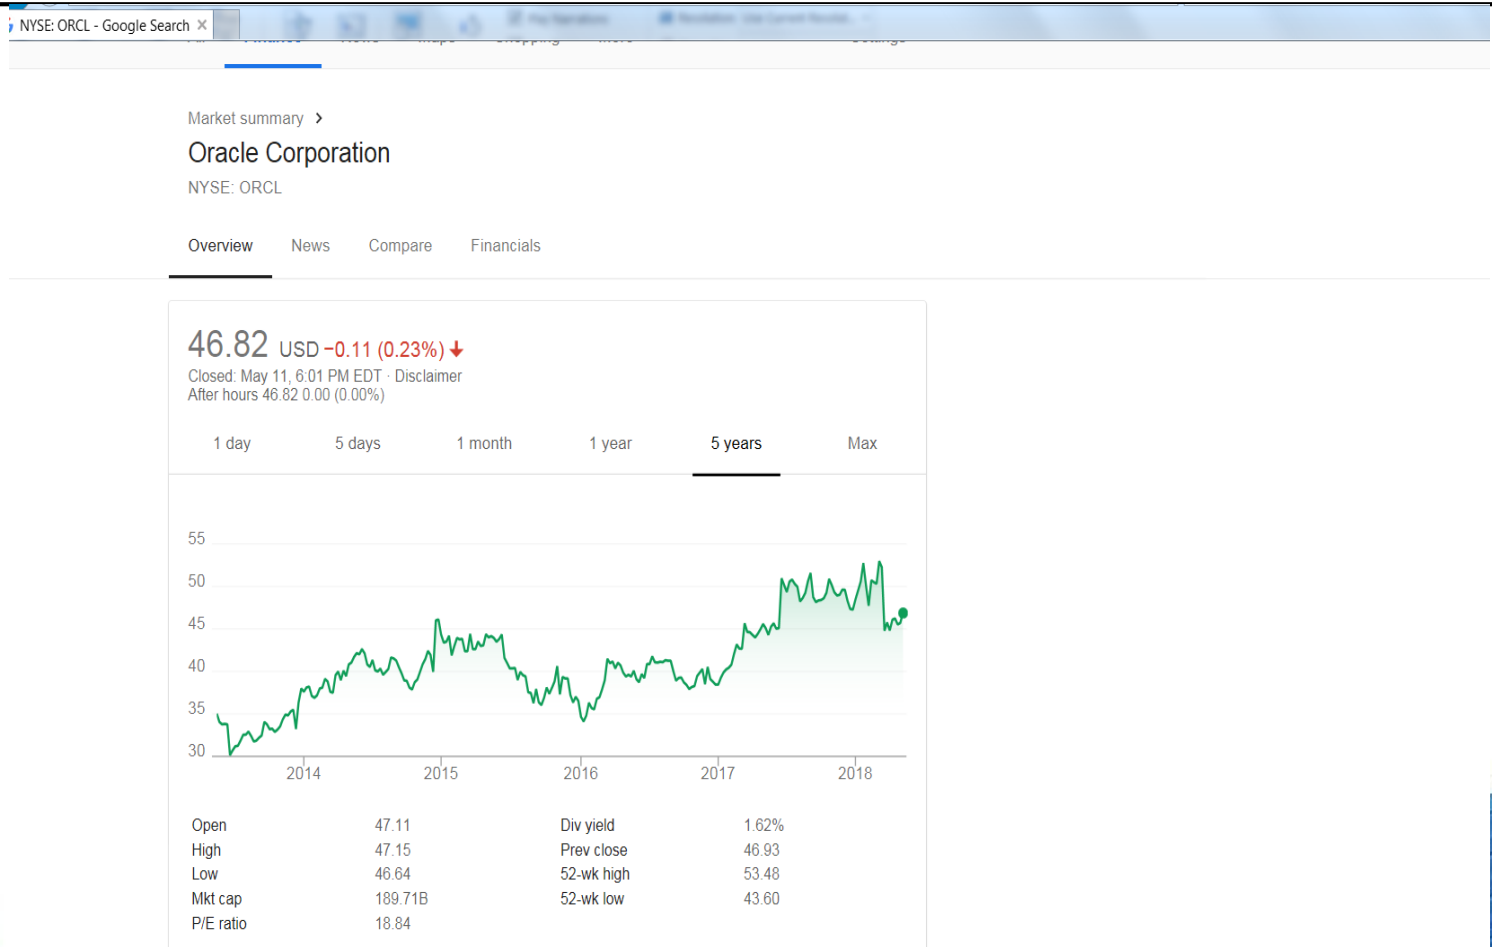 NYSE: ORCL - Google Search ×
Market summary >
Oracle Corporation
NYSE: ORCL
Overview News Compare Financials
46.82 USD −0.11 (0.23%)
Closed: May 11, 6:01 PM EDT · Disclaimer
After hours 46.82 0.00 (0.00%)
1 day 5 days 1 month 1 year 5 years Max
55
50
45
40
35
30
2014 2015 2016 2017 2018
Open 47.11 Div yield 1.62%
High 47.15 Prev close 46.93
Low 46.64 52-wk high 53.48
Mkt cap 189.71B 52-wk low 43.60
P/E ratio 18.84